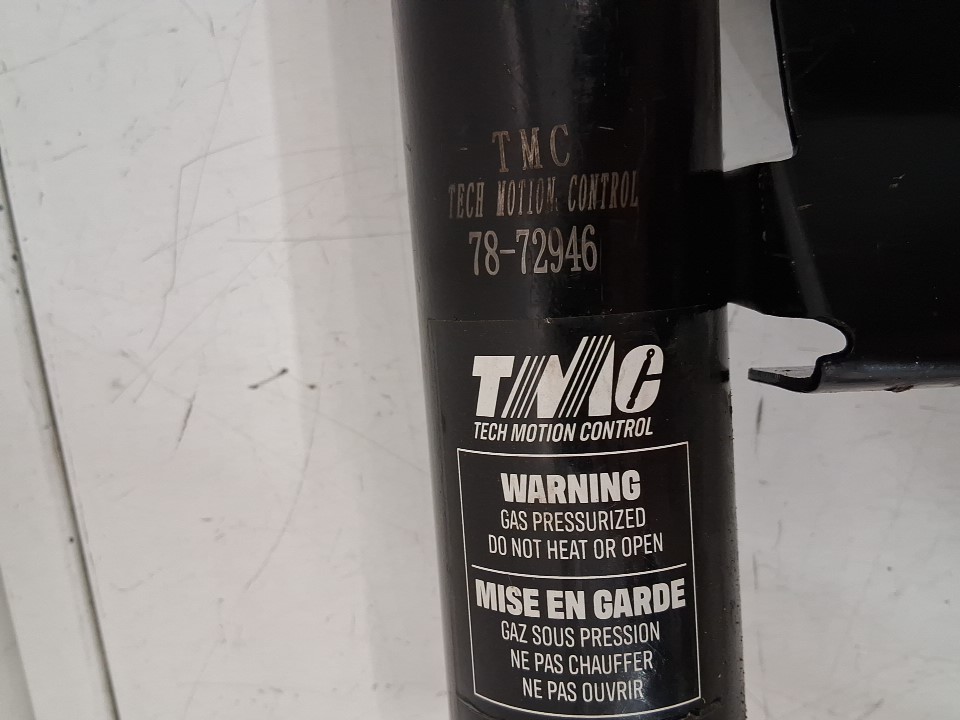 TMC
TECH MOTION CONTROL
78-72946
TMC
TECH MOTION CONTROL
WARNING
GAS PRESSURIZED
DO NOT HEAT OR OPEN
MISE EN GARDE
GAZ SOUS PRESSION
NE PAS CHAUFFER
NE PAS OUVRIR